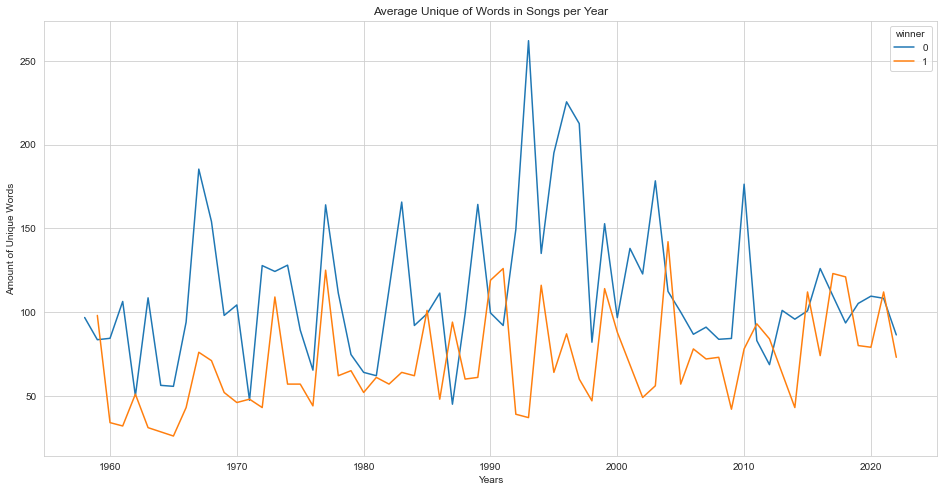 Average Unique of Words in Songs per Year
winner
0
1
250
200
150
100
50
Amount of Unique Words
1960 1970 1980 1990 2000 2010 2020
Years